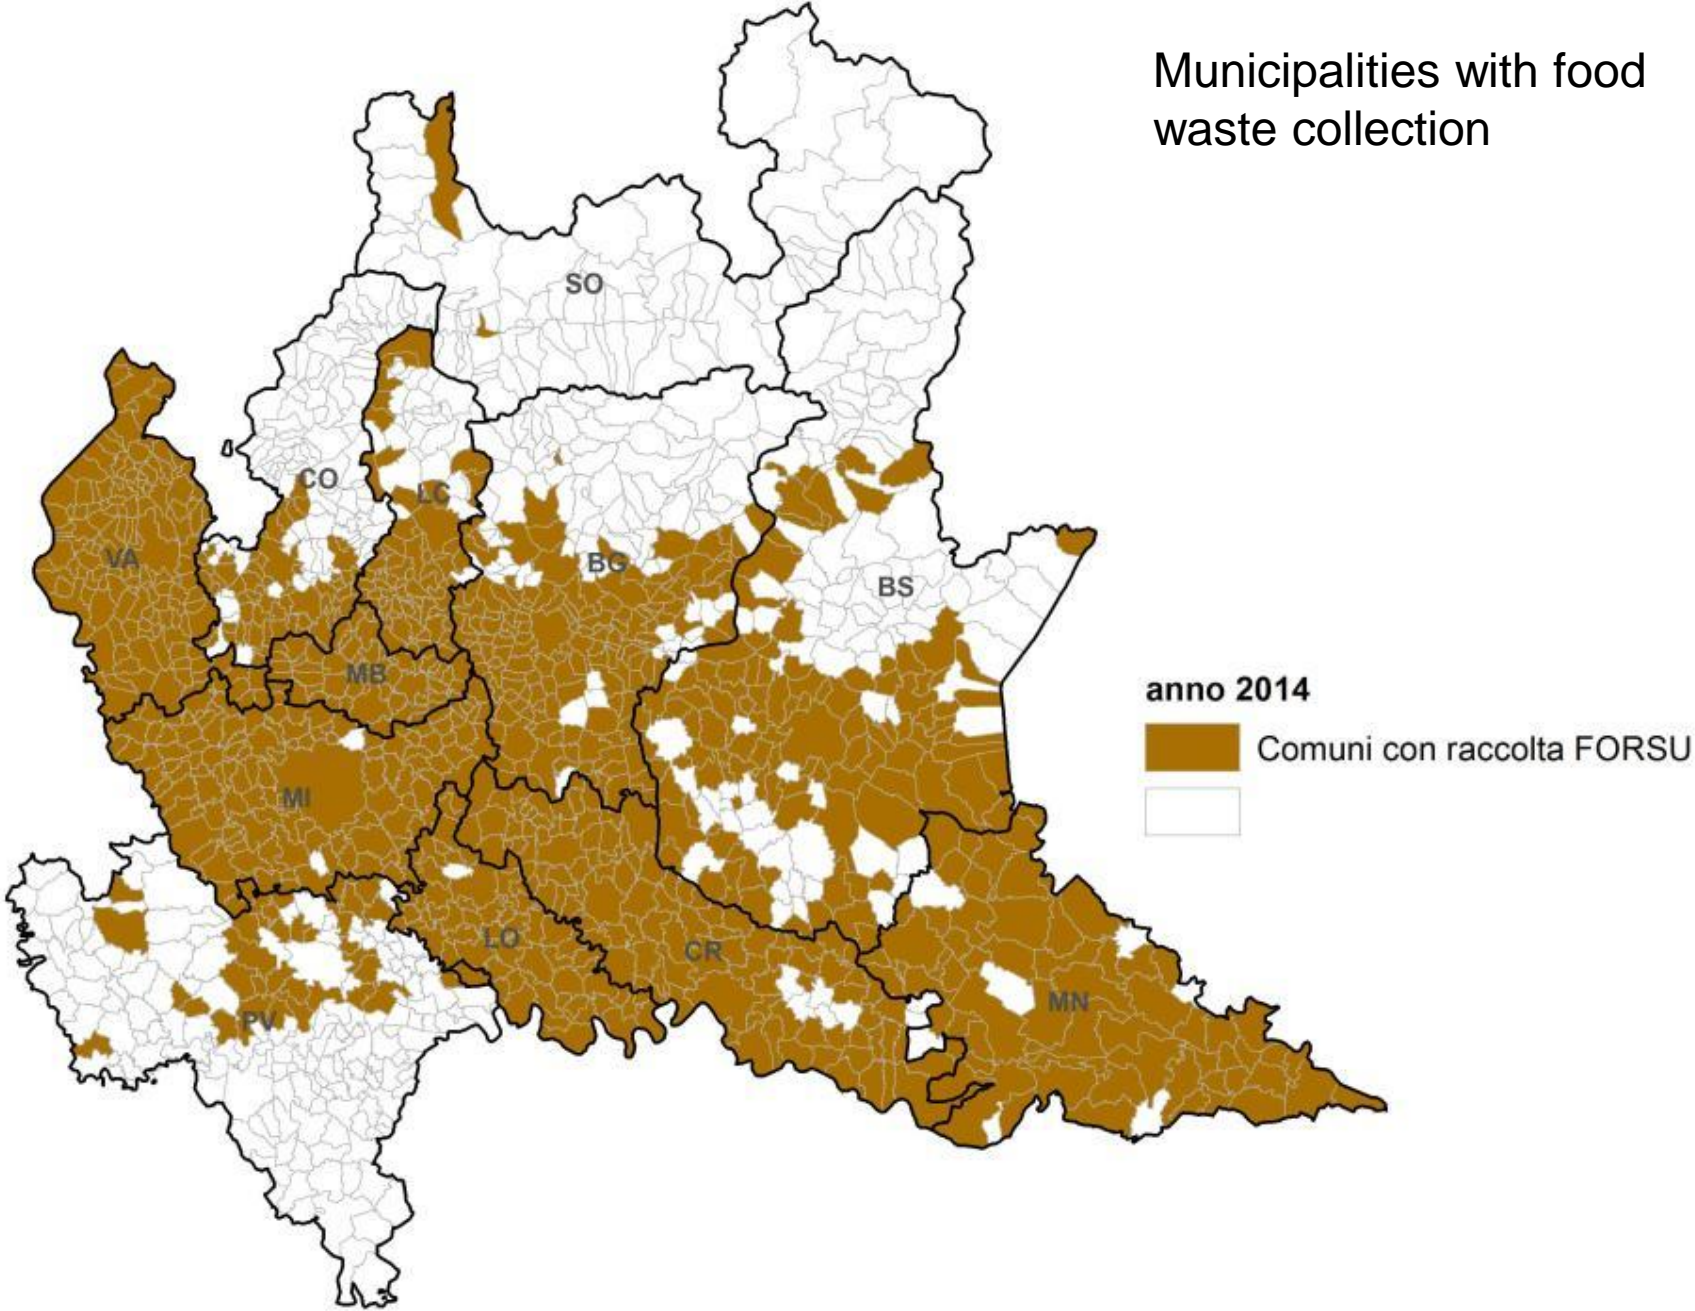 Municipalities with food
waste collection
SO
CO
LC
VA
BG
BS
MB
anno 2014
Comuni con raccolta FORSU
MI
LO
CR
MN
PV